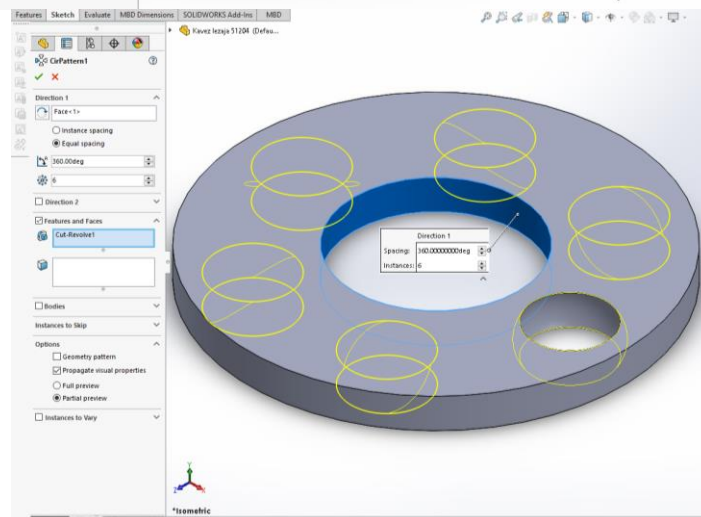 Features Sketch Evaluate MBD Dimensions SOLIDWORKS Add-Ins MBD
Kavez lezaja 51204 (Defau...
CirPattern1
Direction 1
Face<1>
Instance spacing
Equal spacing
360.00deg
6
Direction 2
Features and Faces
Cut-Revolve1
Bodies
Instances to Skip
Options
Geometry pattern
Propagate visual properties
Full preview
Partial preview
Instances to Vary
Direction 1
Spacing: 360.00000000deg
Instances: 6
Y
Z
X
*Isometric